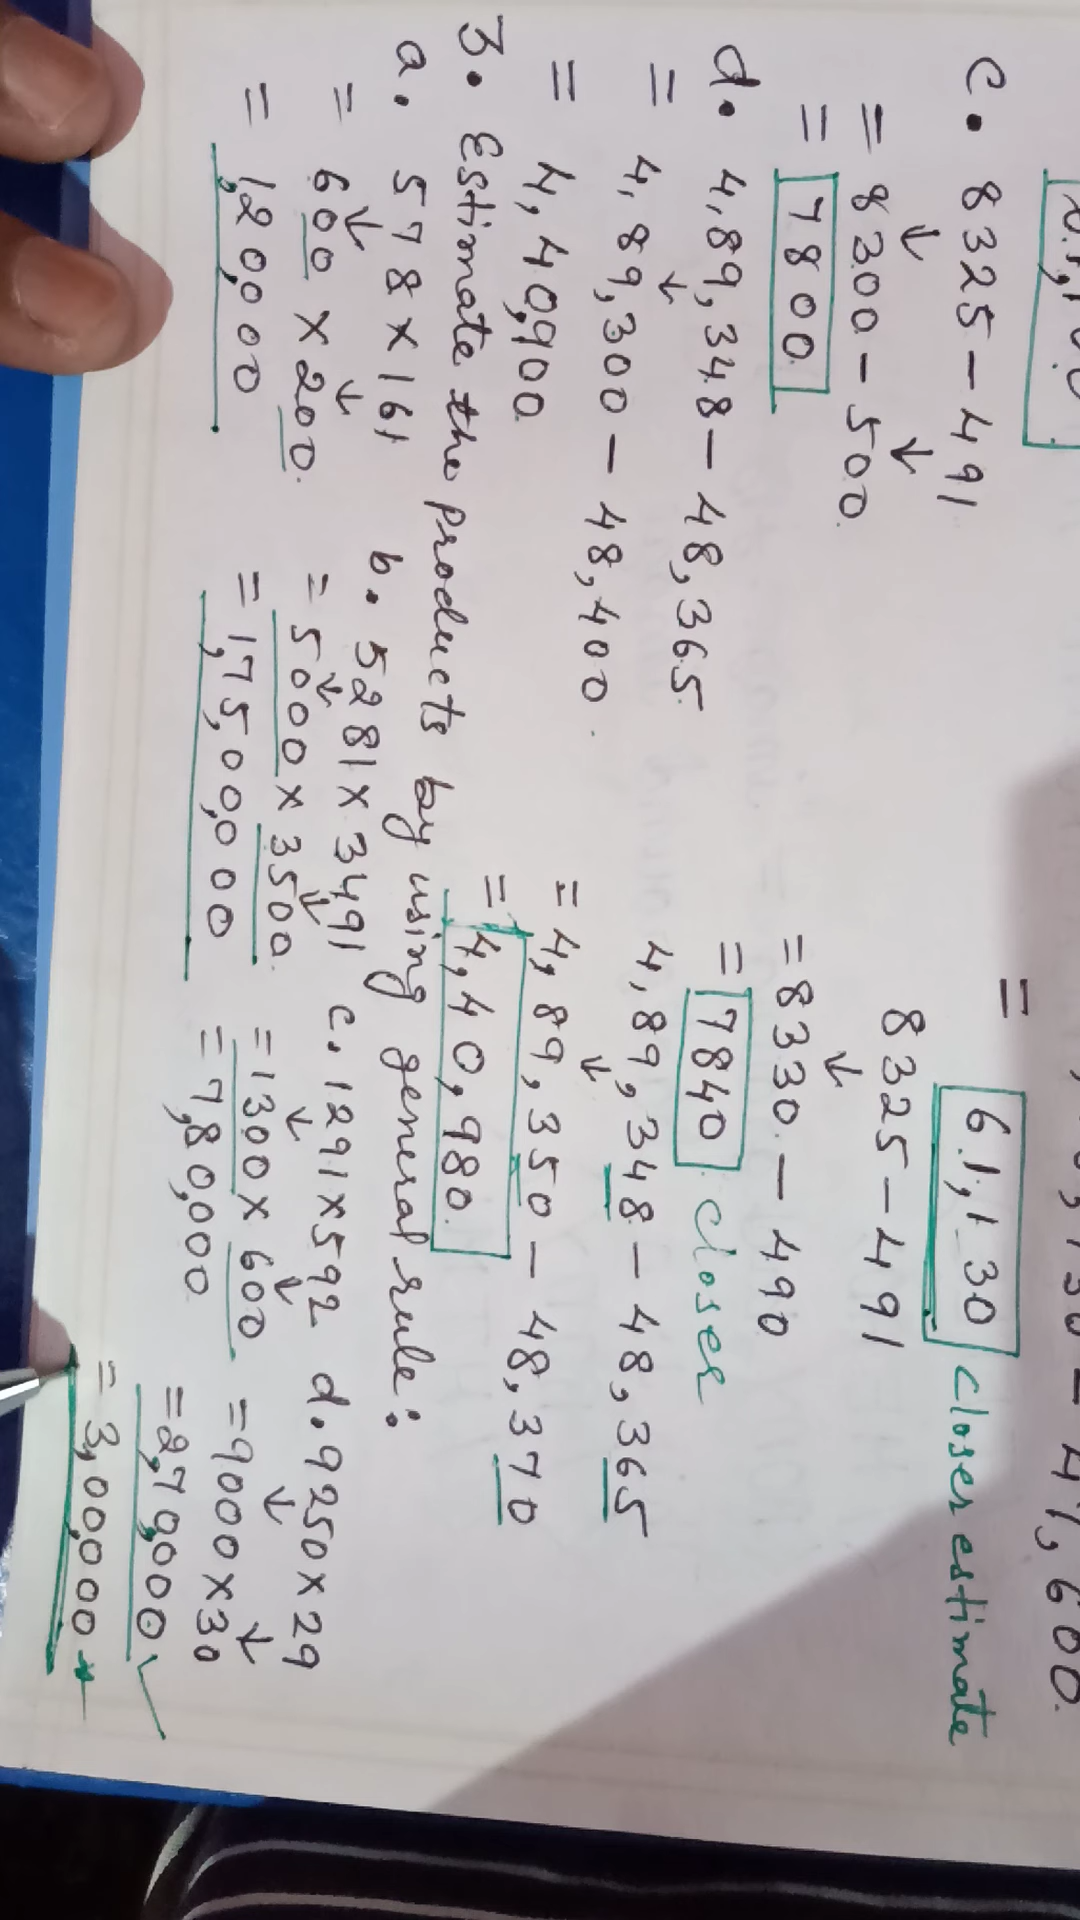 = 61,130 closer estimate
c. 8325 - 491
= 8300 - 500
= 7800
8325 - 491
= 8330 - 490
= 7840 closer
d. 4,89,348 - 48,365
= 4,89,300 - 48,400.
= 4,40,900
4,89,348 - 48,365
= 4,89,350 - 48,370
= 4,40,980
3. Estimate the products by using general rule:
a. 578 × 161
= 600 × 200
= 1,20,000
b. 5281 × 3491
= 5000 × 3500
= 1,75,00,000
c. 1291 × 592
= 1300 × 600
= 7,80,000
d. 9250 × 29
= 9000 × 30
= 2,70,000
= 3,00,000